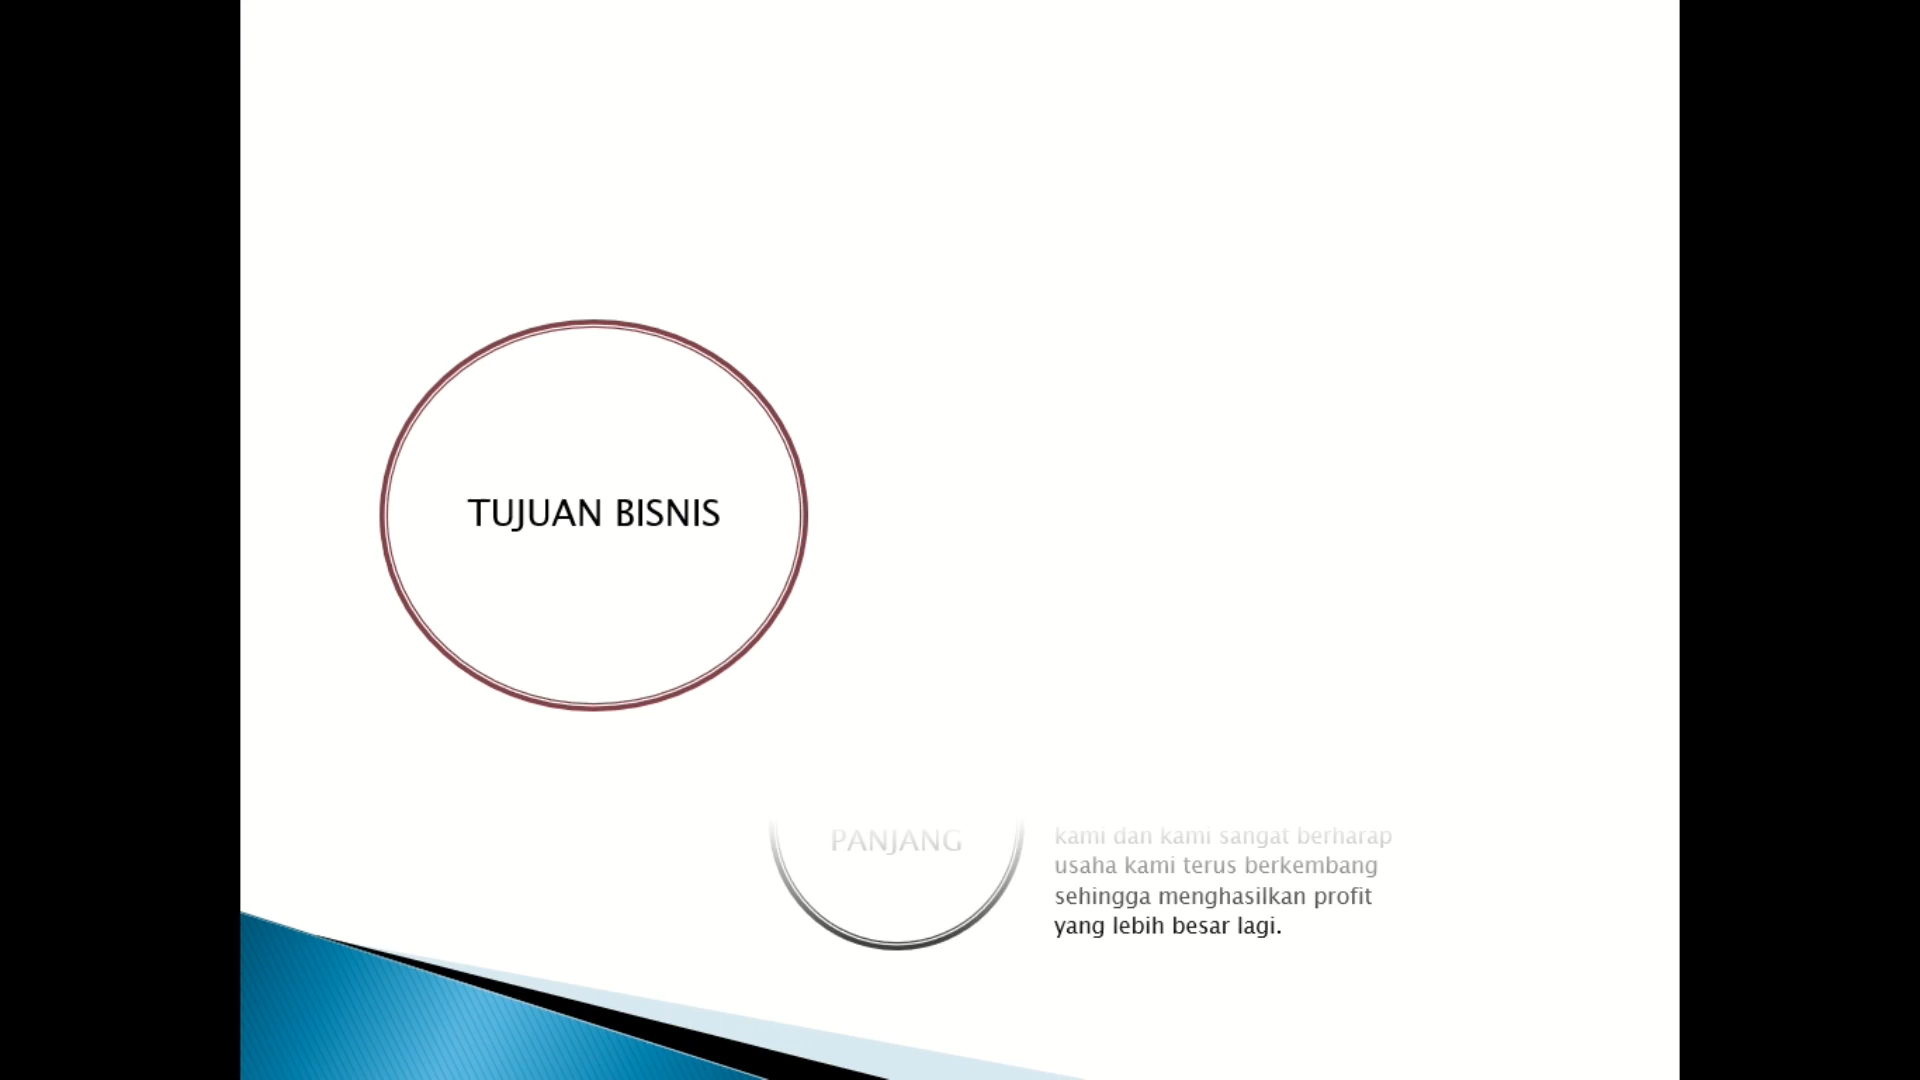 TUJUAN BISNIS
PANJANG
kami dan kami sangat berharap
usaha kami terus berkembang
sehingga menghasilkan profit
yang lebih besar lagi.